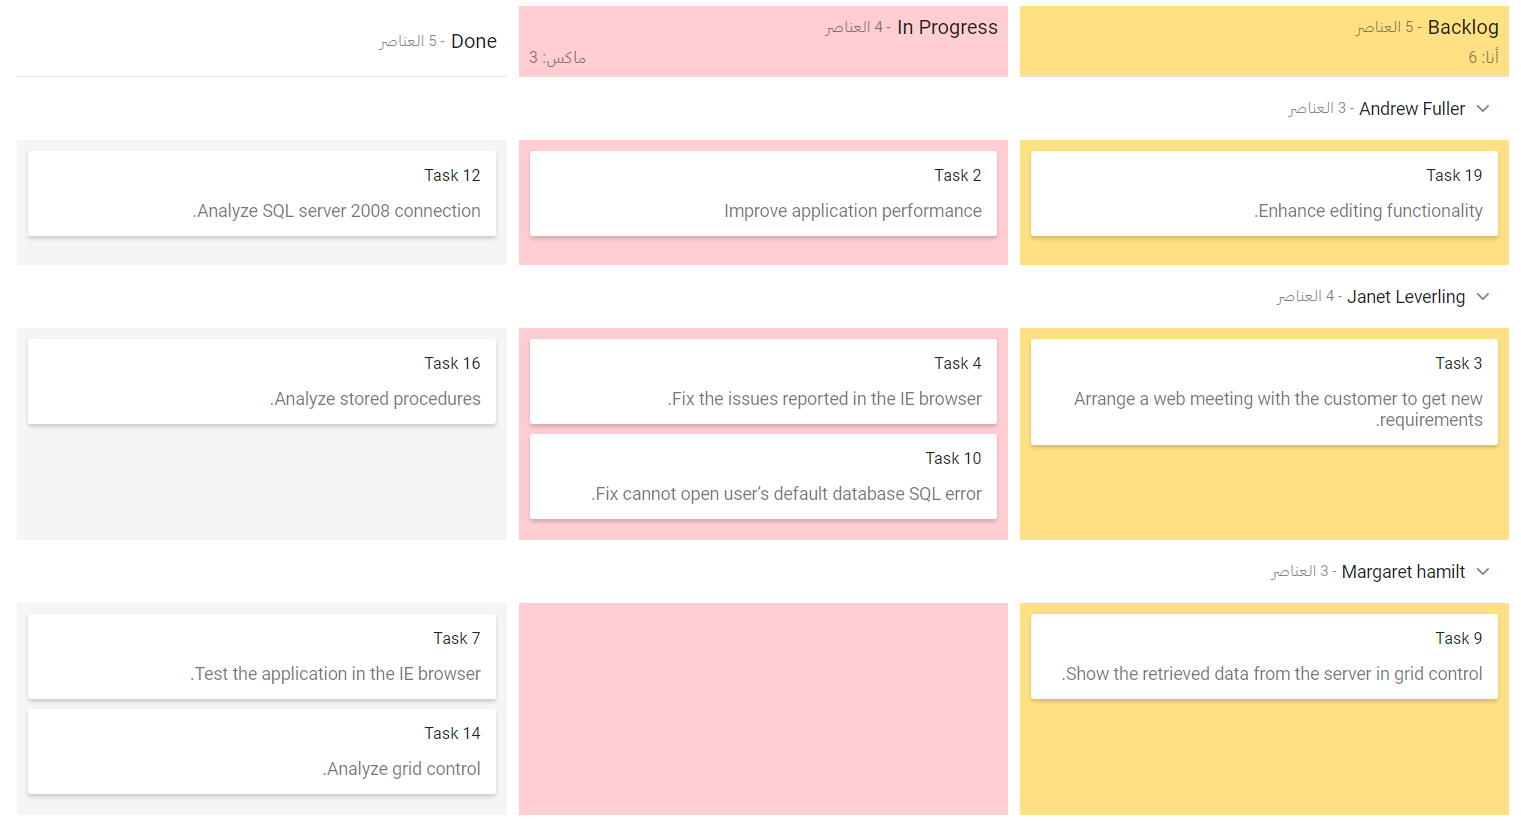 Backlog - 5 العناصر
أنا: 6
In Progress - 4 العناصر
ماكس: 3
Done - 5 العناصر
Andrew Fuller - 3 العناصر
Task 19
Enhance editing functionality.
Task 2
Improve application performance
Task 12
Analyze SQL server 2008 connection.
Janet Leverling - 4 العناصر
Task 3
Arrange a web meeting with the customer to get new
requirements.
Task 4
Fix the issues reported in the IE browser.
Task 10
Fix cannot open user’s default database SQL error.
Task 16
Analyze stored procedures.
Margaret hamilt - 3 العناصر
Task 9
Show the retrieved data from the server in grid control.
Task 7
Test the application in the IE browser.
Task 14
Analyze grid control.